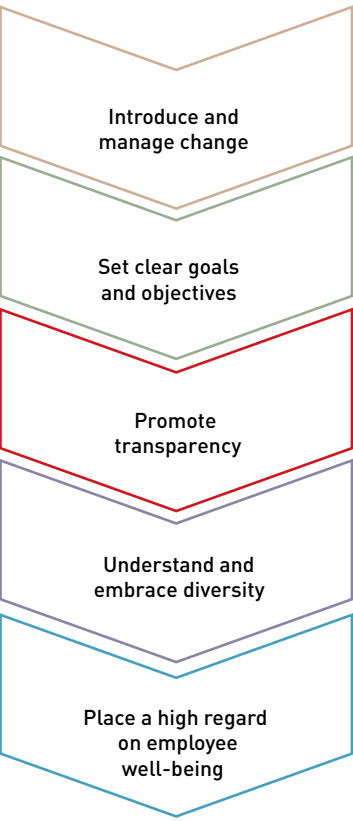 Introduce and
manage change
Set clear goals
and objectives
Promote
transparency
Understand and
embrace diversity
Place a high regard
on employee
well-being